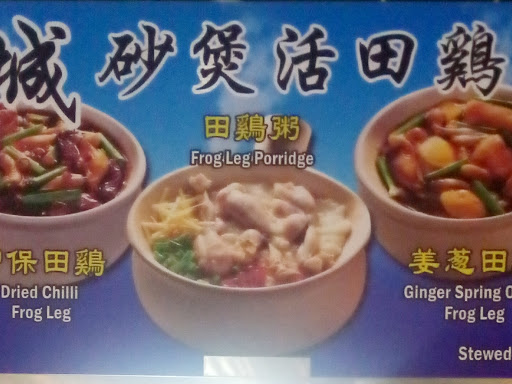 城 砂煲活田鷄
田鷄粥
Frog Leg Porridge
保田鷄
Dried Chilli
Frog Leg
姜葱田
Ginger Spring O
Frog Leg
Stewed